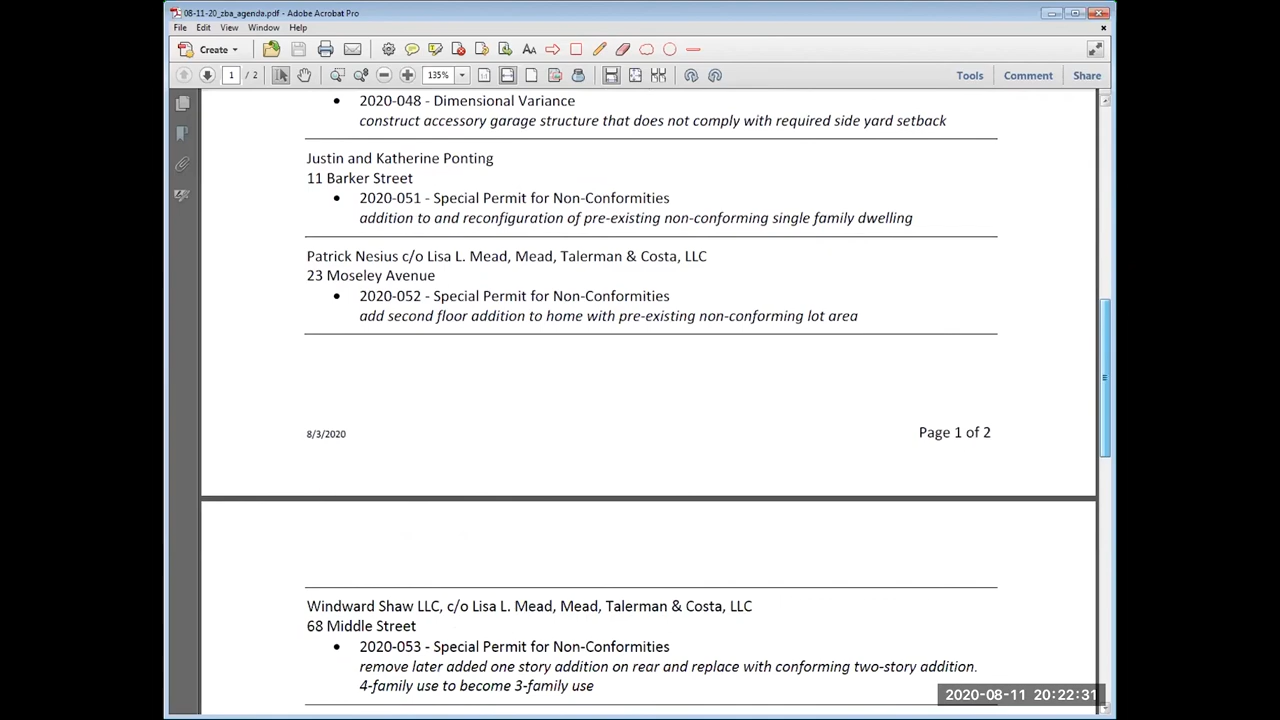 08-11-20_zba_agenda.pdf - Adobe Acrobat Pro
File Edit View Window Help
Create
1 / 2 135% Tools Comment Share
• 2020-048 - Dimensional Variance
construct accessory garage structure that does not comply with required side yard setback
Justin and Katherine Ponting
11 Barker Street
• 2020-051 - Special Permit for Non-Conformities
addition to and reconfiguration of pre-existing non-conforming single family dwelling
Patrick Nesius c/o Lisa L. Mead, Mead, Talerman & Costa, LLC
23 Moseley Avenue
• 2020-052 - Special Permit for Non-Conformities
add second floor addition to home with pre-existing non-conforming lot area
8/3/2020 Page 1 of 2
Windward Shaw LLC, c/o Lisa L. Mead, Mead, Talerman & Costa, LLC
68 Middle Street
• 2020-053 - Special Permit for Non-Conformities
remove later added one story addition on rear and replace with conforming two-story addition.
4-family use to become 3-family use
2020-08-11 20:22:31